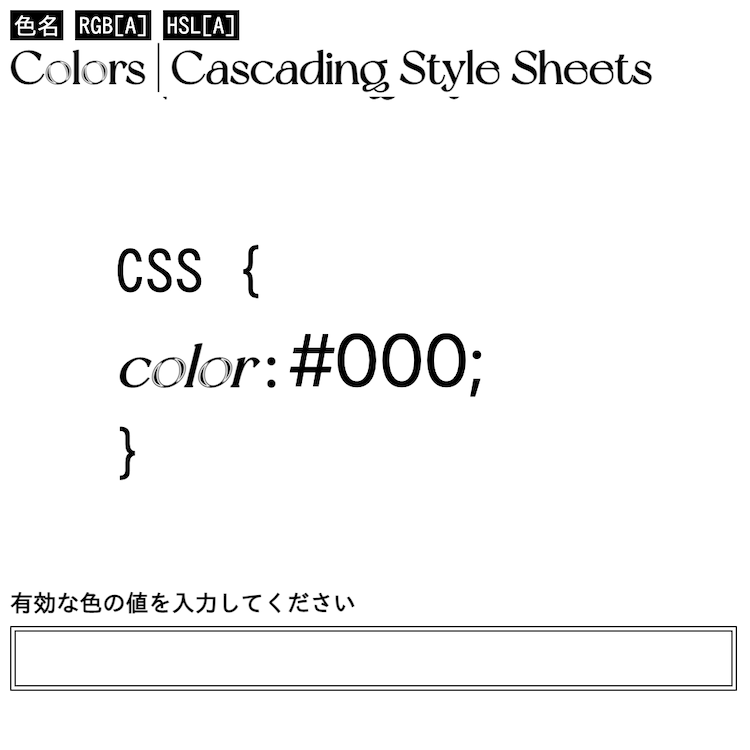 色名 RGB[A] HSL[A]
Colors | Cascading Style Sheets
CSS {
color: #000;
}
有効な色の値を入力してください